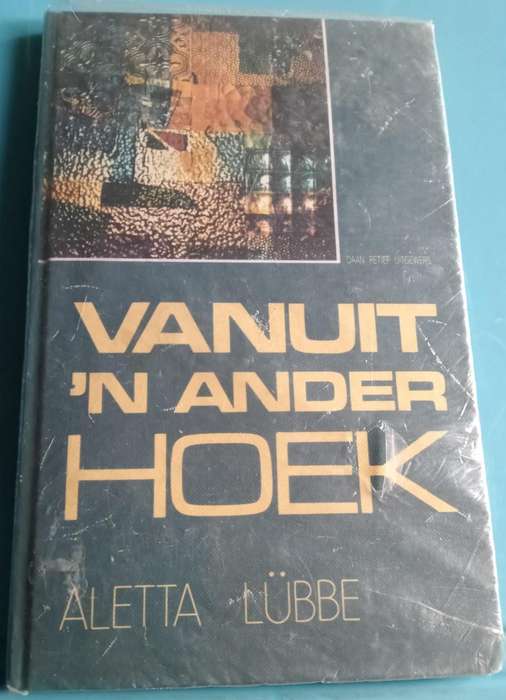 DAAN RETIEF UITGEWERS
VANUIT
'N ANDER
HOEK
ALETTA LÜBBE